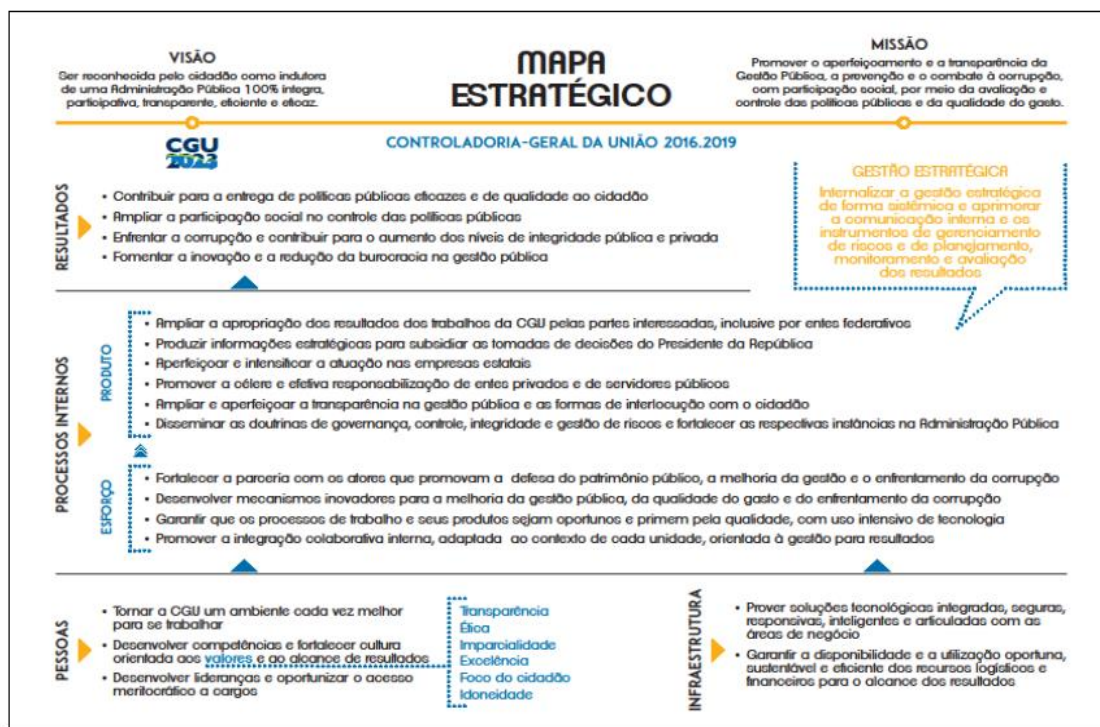 VISÃO
Ser reconhecida pelo cidadão como indutora
de uma Administração Pública 100% íntegra,
participativa, transparente, eficiente e eficaz.
MAPA
ESTRATÉGICO
MISSÃO
Promover o aperfeiçoamento e a transparência da
Gestão Pública, a prevenção e o combate à corrupção,
com participação social, por meio da avaliação e
controle das políticas públicas e da qualidade do gasto.
CGU
2023
CONTROLADORIA-GERAL DA UNIÃO 2016.2019
GESTÃO ESTRATÉGICA
Internalizar a gestão estratégica
de forma sistêmica e aprimorar
a comunicação interna e os
instrumentos de gerenciamento
de riscos e de planejamento,
monitoramento e avaliação
dos resultados
RESULTADOS
• Contribuir para a entrega de políticas públicas eficazes e de qualidade ao cidadão
• Ampliar a participação social no controle das políticas públicas
• Enfrentar a corrupção e contribuir para o aumento dos níveis de integridade pública e privada
• Fomentar a inovação e a redução da burocracia na gestão pública
PROCESSOS INTERNOS
PRODUTO
• Ampliar a apropriação dos resultados dos trabalhos da CGU pelas partes interessadas, inclusive por entes federativos
• Produzir informações estratégicas para subsidiar as tomadas de decisões do Presidente da República
• Aperfeiçoar e intensificar a atuação nas empresas estatais
• Promover a célere e efetiva responsabilização de entes privados e de servidores públicos
• Ampliar e aperfeiçoar a transparência na gestão pública e as formas de interlocução com o cidadão
• Disseminar as doutrinas de governança, controle, integridade e gestão de riscos e fortalecer as respectivas instâncias na Administração Pública
ESFORÇO
• Fortalecer a parceria com os atores que promovam a defesa do patrimônio público, a melhoria da gestão e o enfrentamento da corrupção
• Desenvolver mecanismos inovadores para a melhoria da gestão pública, da qualidade do gasto e do enfrentamento da corrupção
• Garantir que os processos de trabalho e seus produtos sejam oportunos e primem pela qualidade, com uso intensivo de tecnologia
• Promover a integração colaborativa interna, adaptada ao contexto de cada unidade, orientada à gestão para resultados
PESSOAS
• Tornar a CGU um ambiente cada vez melhor
para se trabalhar
• Desenvolver competências e fortalecer cultura
orientada aos valores e ao alcance de resultados
• Desenvolver lideranças e oportunizar o acesso
meritocrático a cargos
Transparência
Ética
Imparcialidade
Excelência
Foco do cidadão
Idoneidade
INFRAESTRUTURA
• Prover soluções tecnológicas integradas, seguras,
responsivas, inteligentes e articuladas com as
áreas de negócio
• Garantir a disponibilidade e a utilização oportuna,
sustentável e eficiente dos recursos logísticos e
financeiros para o alcance dos resultados